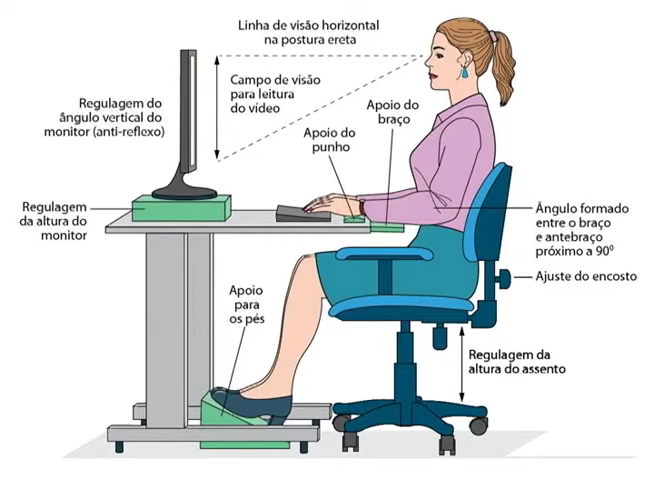 Linha de visão horizontal
na postura ereta
Campo de visão
para leitura
do vídeo
Regulagem do
ângulo vertical do
monitor (anti-reflexo)
Apoio do
braço
Apoio do
punho
Regulagem
da altura do
monitor
Ângulo formado
entre o braço
e antebraço
próximo a 90º
Ajuste do encosto
Apoio
para
os pés
Regulagem da
altura do assento